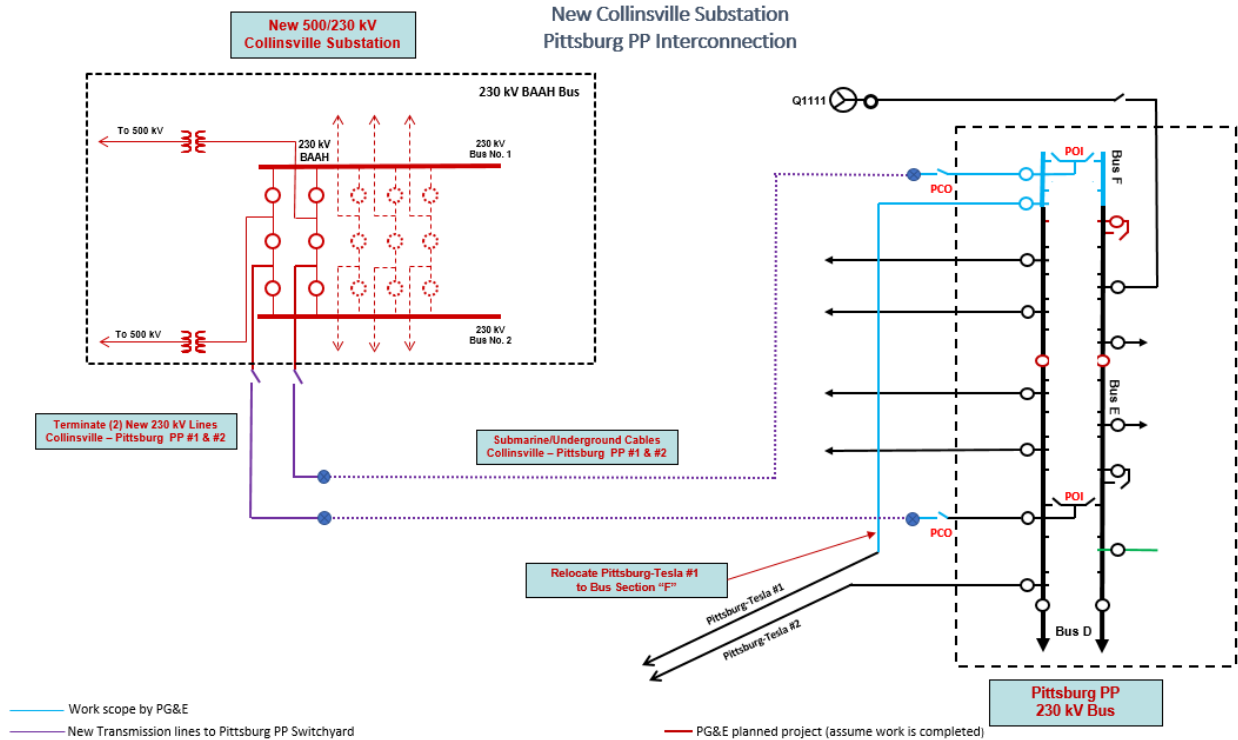 New Collinsville Substation
Pittsburg PP Interconnection
New 500/230 kV
Collinsville Substation
230 kV BAAH Bus
To 500 kV
230 kV
BAAH
230 kV
Bus No. 1
To 500 kV
230 kV
Bus No. 2
Q1111
POI
Bus F
PCO
Terminate (2) New 230 kV Lines
Collinsville – Pittsburg PP #1 & #2
Submarine/Underground Cables
Collinsville – Pittsburg PP #1 & #2
Bus E
POI
PCO
Relocate Pittsburg-Tesla #1
to Bus Section “F”
Pittsburg-Tesla #1
Pittsburg-Tesla #2
Bus D
Pittsburg PP
230 kV Bus
Work scope by PG&E
New Transmission lines to Pittsburg PP Switchyard
PG&E planned project (assume work is completed)